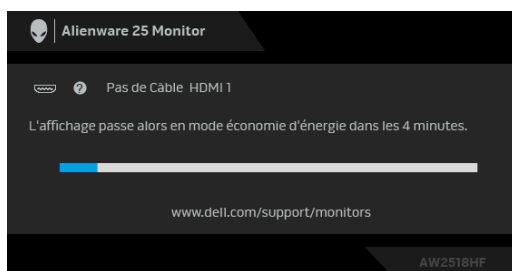 Alienware 25 Monitor
? Pas de Câble HDMI 1
L'affichage passe alors en mode économie d'énergie dans les 4 minutes.
www.dell.com/support/monitors
AW2518HF